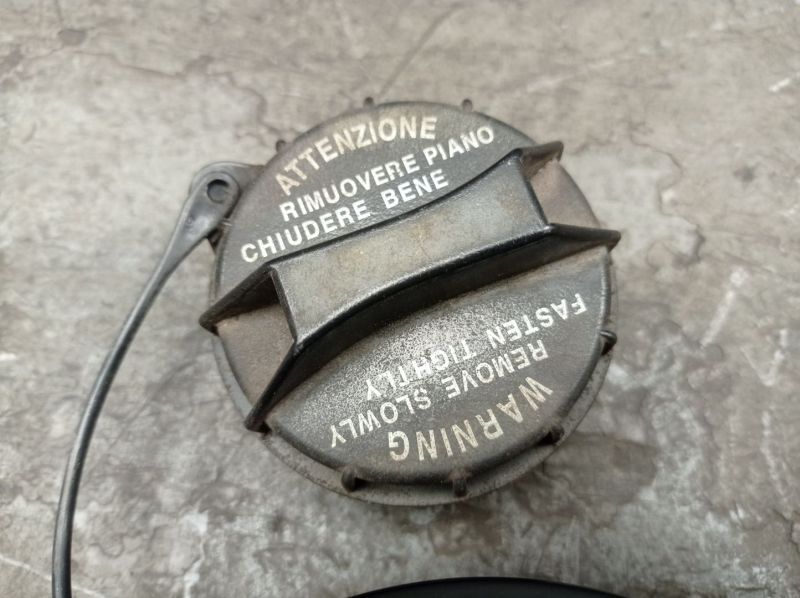 ATTENZIONE
RIMUOVERE PIANO
CHIUDERE BENE
WARNING
REMOVE SLOWLY
FASTEN TIGHTLY